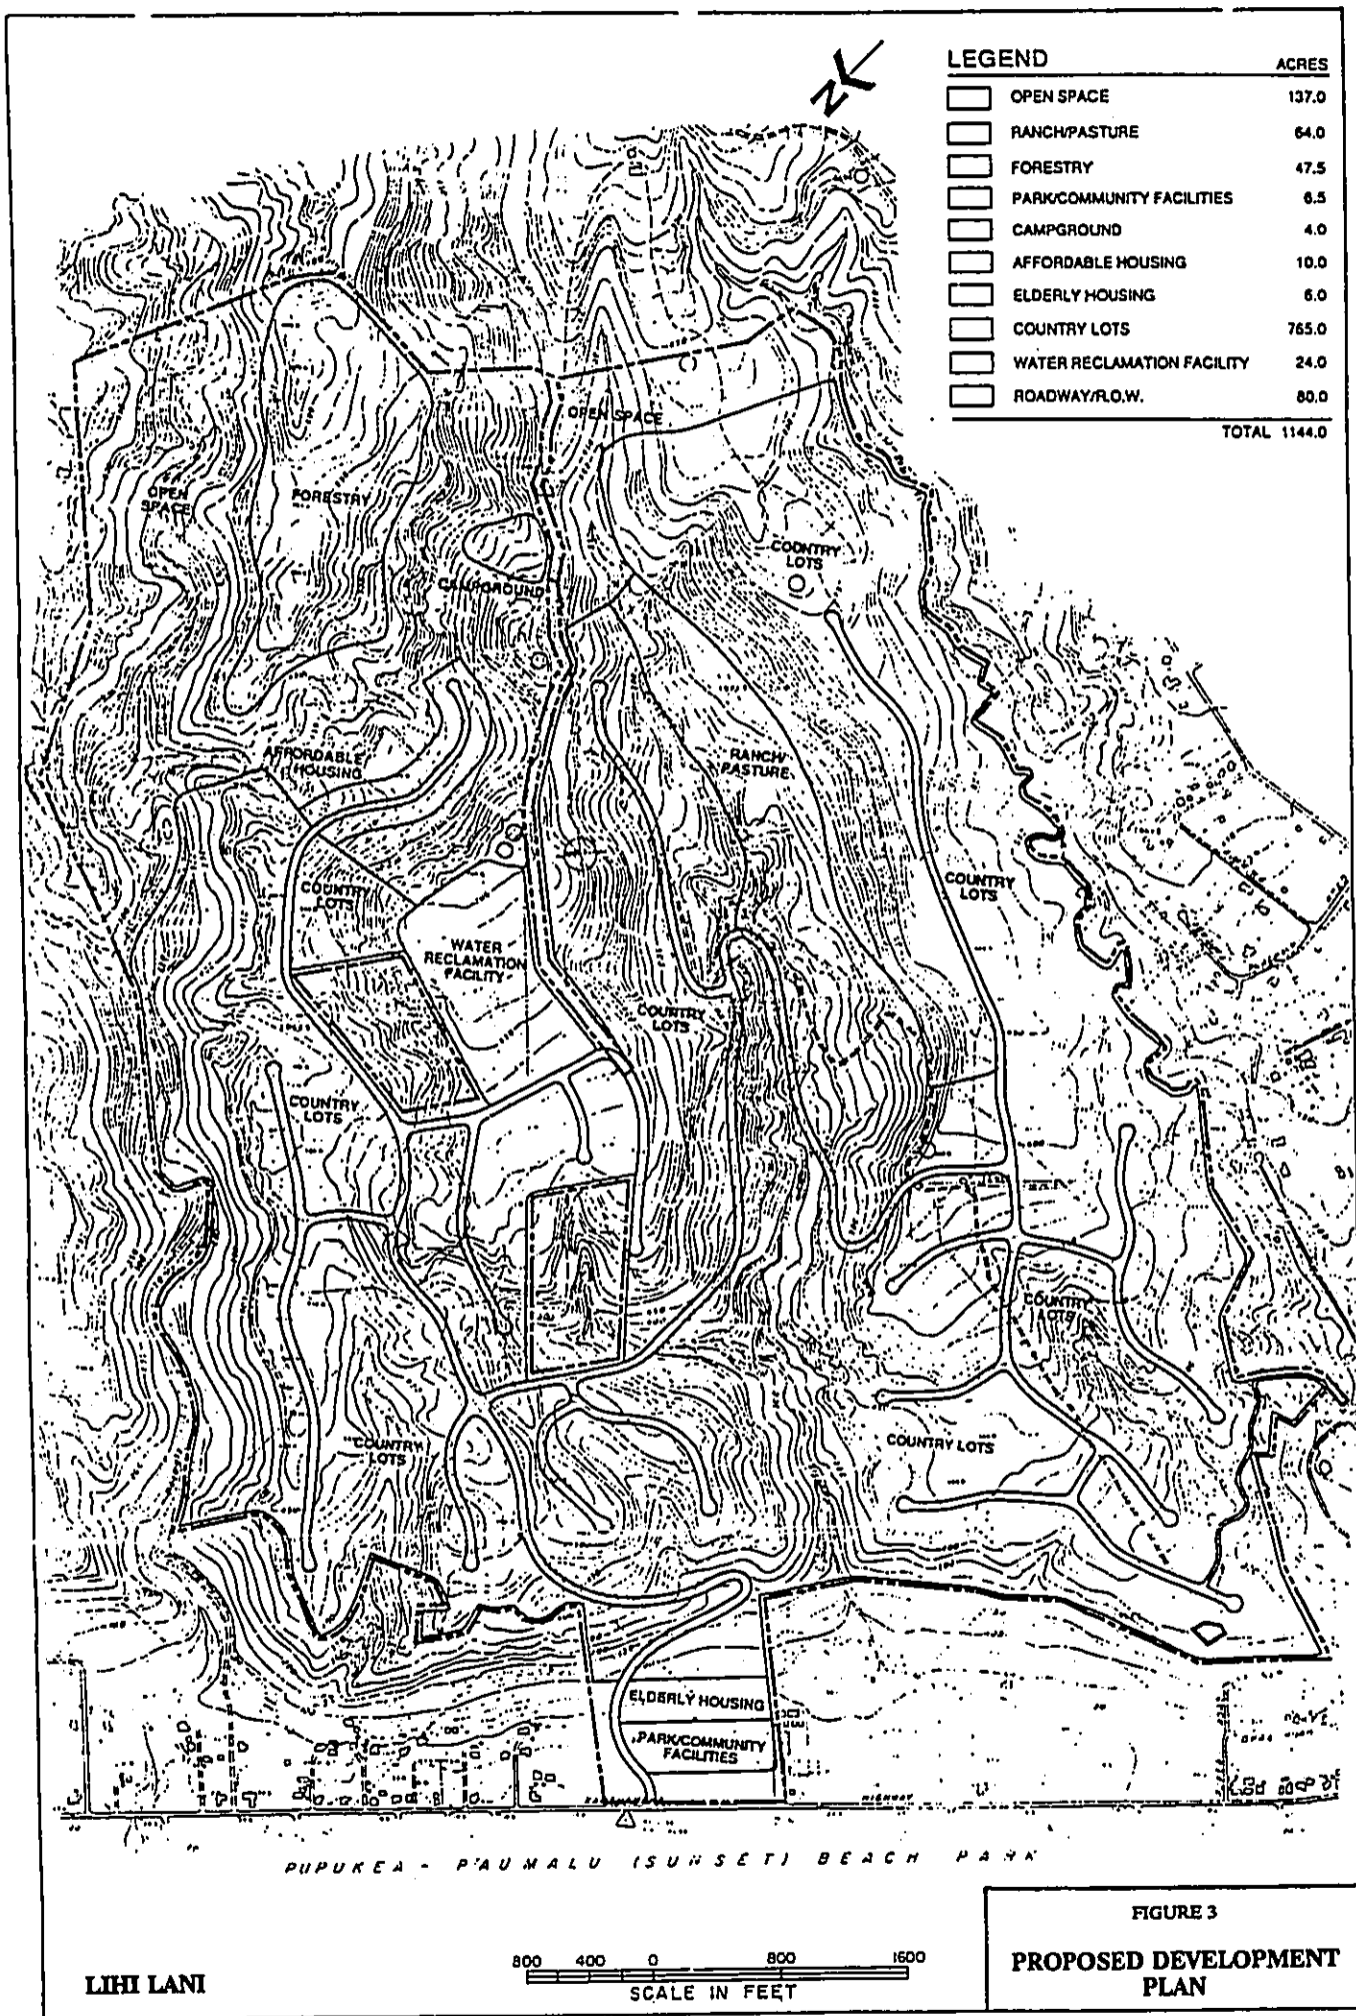 N
LEGEND ACRES
OPEN SPACE 137.0
RANCH/PASTURE 64.0
FORESTRY 47.5
PARK/COMMUNITY FACILITIES 6.5
CAMPGROUND 4.0
AFFORDABLE HOUSING 10.0
ELDERLY HOUSING 6.0
COUNTRY LOTS 765.0
WATER RECLAMATION FACILITY 24.0
ROADWAY/R.O.W. 80.0
TOTAL 1144.0
OPEN SPACE
OPEN
SPACE
FORESTRY
COUNTRY
LOTS
CAMPGROUND
AFFORDABLE
HOUSING
RANCH/
PASTURE
COUNTRY
LOTS
COUNTRY
LOTS
WATER
RECLAMATION
FACILITY
COUNTRY
LOTS
COUNTRY
LOTS
COUNTRY
LOTS
COUNTRY
LOTS
COUNTRY LOTS
ELDERLY HOUSING
PARK/COMMUNITY
FACILITIES
HIGHWAY
PUPUKEA - PAUMALU (SUNSET) BEACH PARK
FIGURE 3
PROPOSED DEVELOPMENT
PLAN
LIHI LANI
800 400 0 800 1600
SCALE IN FEET